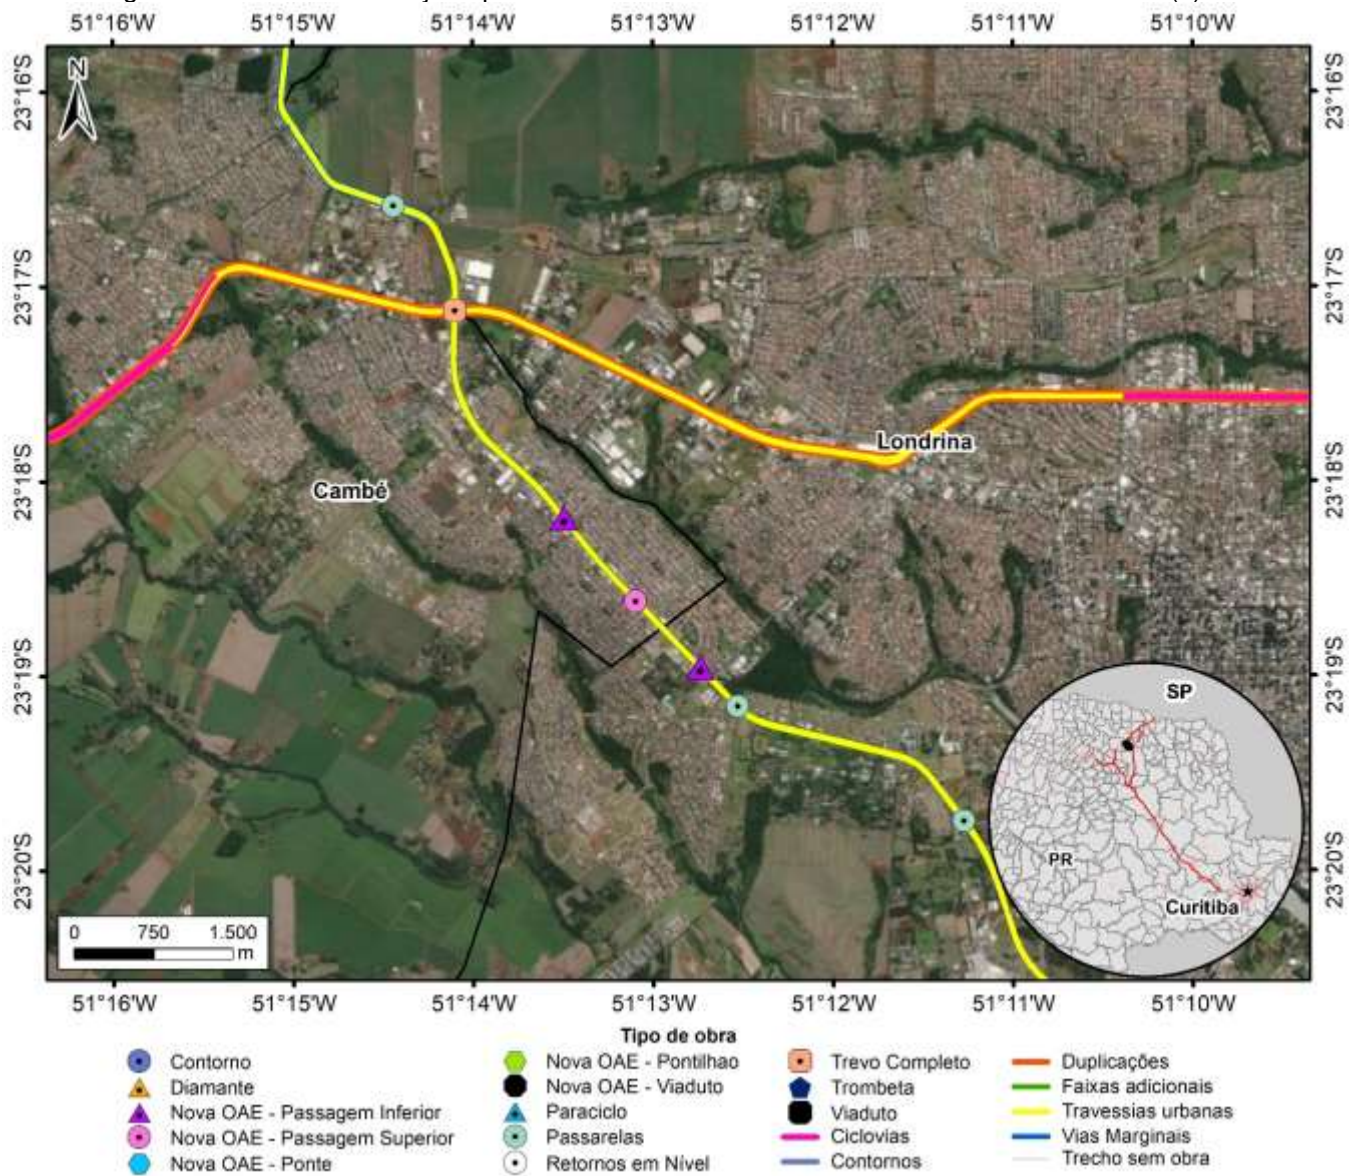 51°16'W 51°15'W 51°14'W 51°13'W 51°12'W 51°11'W 51°10'W
23°16'S 23°16'S
N
23°17'S 23°17'S
Londrina
23°18'S 23°18'S
Cambé
23°19'S 23°19'S
SP
PR
23°20'S 23°20'S
Curitiba
0 750 1.500
m
51°16'W 51°15'W 51°14'W 51°13'W 51°12'W 51°11'W 51°10'W
Tipo de obra
Contorno
Diamante
Nova OAE - Passagem Inferior
Nova OAE - Passagem Superior
Nova OAE - Ponte
Nova OAE - Pontilhao
Nova OAE - Viaduto
Paraciclo
Passarelas
Retornos em Nível
Trevo Completo
Trombeta
Viaduto
Ciclovias
Contornos
Duplicações
Faixas adicionais
Travessias urbanas
Vias Marginais
Trecho sem obra